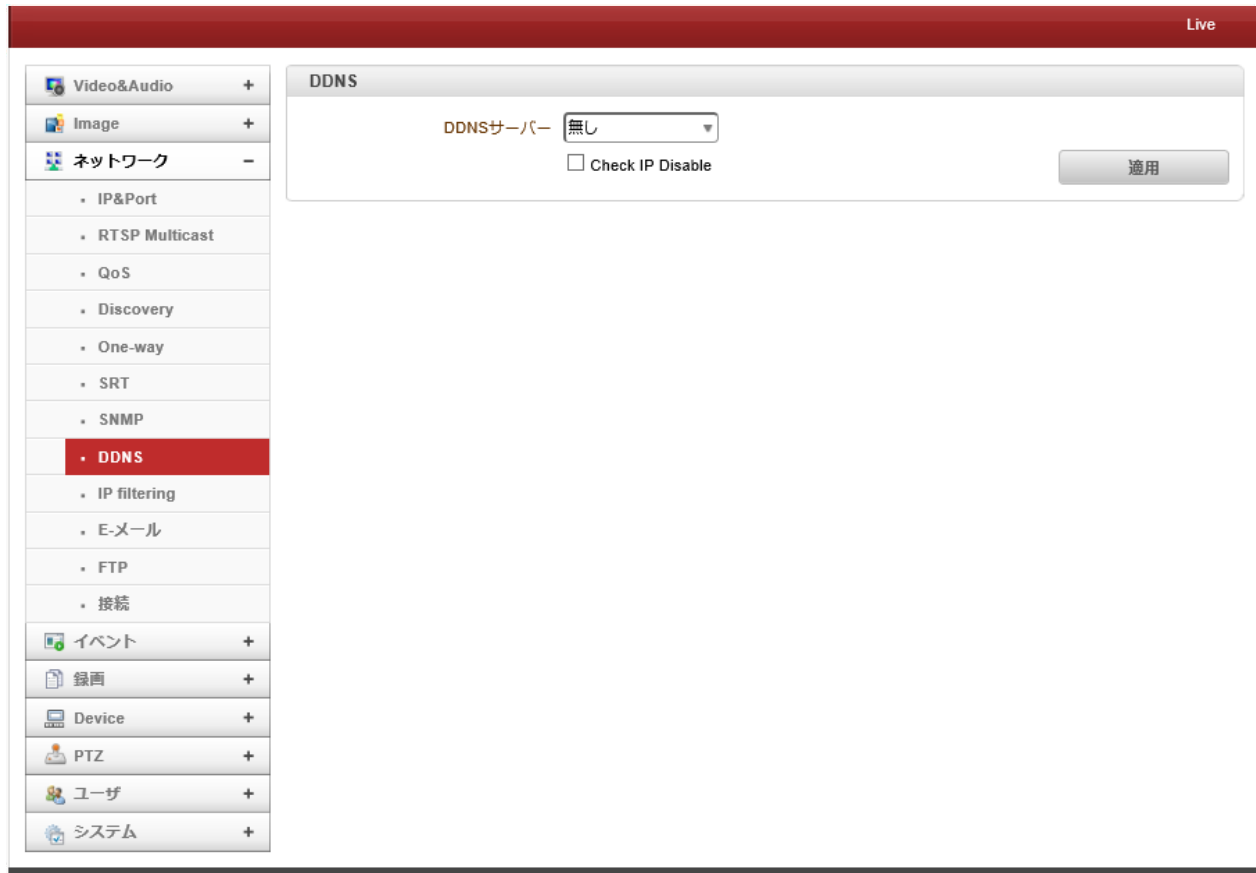 Live
Video&Audio +
Image +
ネットワーク -
IP&Port
RTSP Multicast
QoS
Discovery
One-way
SRT
SNMP
DDNS
IP filtering
E-メール
FTP
接続
イベント +
録画 +
Device +
PTZ +
ユーザ +
システム +
DDNS
DDNSサーバー 無し
Check IP Disable
適用